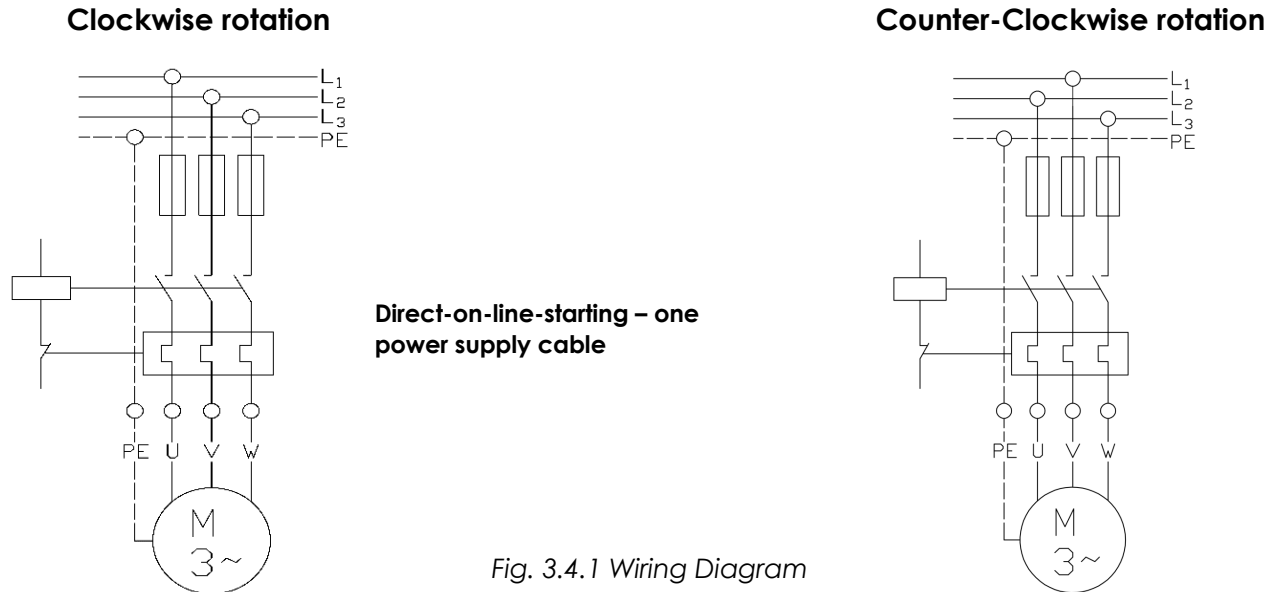 Clockwise rotation
Counter-Clockwise rotation
L1
L2
L3
PE
L1
L2
L3
PE
Direct-on-line-starting – one
power supply cable
PE U V W
PE U V W
M
3~
M
3~
Fig. 3.4.1 Wiring Diagram